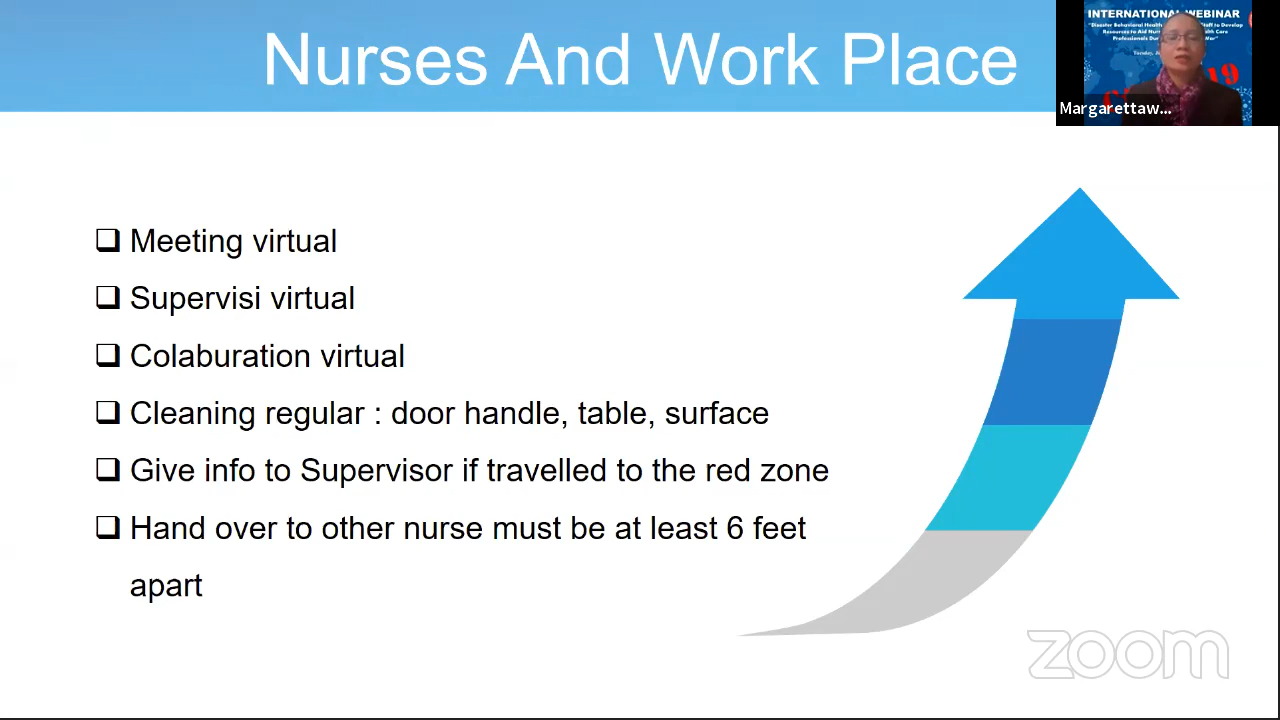 Nurses And Work Place
INTERNATIONAL WEBINAR
Margarettaw...
❑ Meeting virtual
❑ Supervisi virtual
❑ Colaburation virtual
❑ Cleaning regular : door handle, table, surface
❑ Give info to Supervisor if travelled to the red zone
❑ Hand over to other nurse must be at least 6 feet
apart
zoom